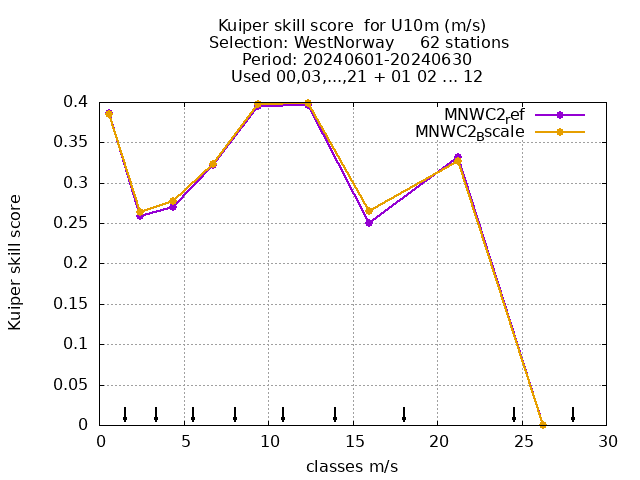 Kuiper skill score  for U10m (m/s)
Selection: WestNorway     62 stations
Period: 20240601-20240630
Used 00,03,...,21 + 01 02 ... 12
MNWC2_ref
MNWC2_Bscale
0.4
0.35
0.3
0.25
0.2
0.15
0.1
0.05
0
Kuiper skill score
0 5 10 15 20 25 30
classes m/s